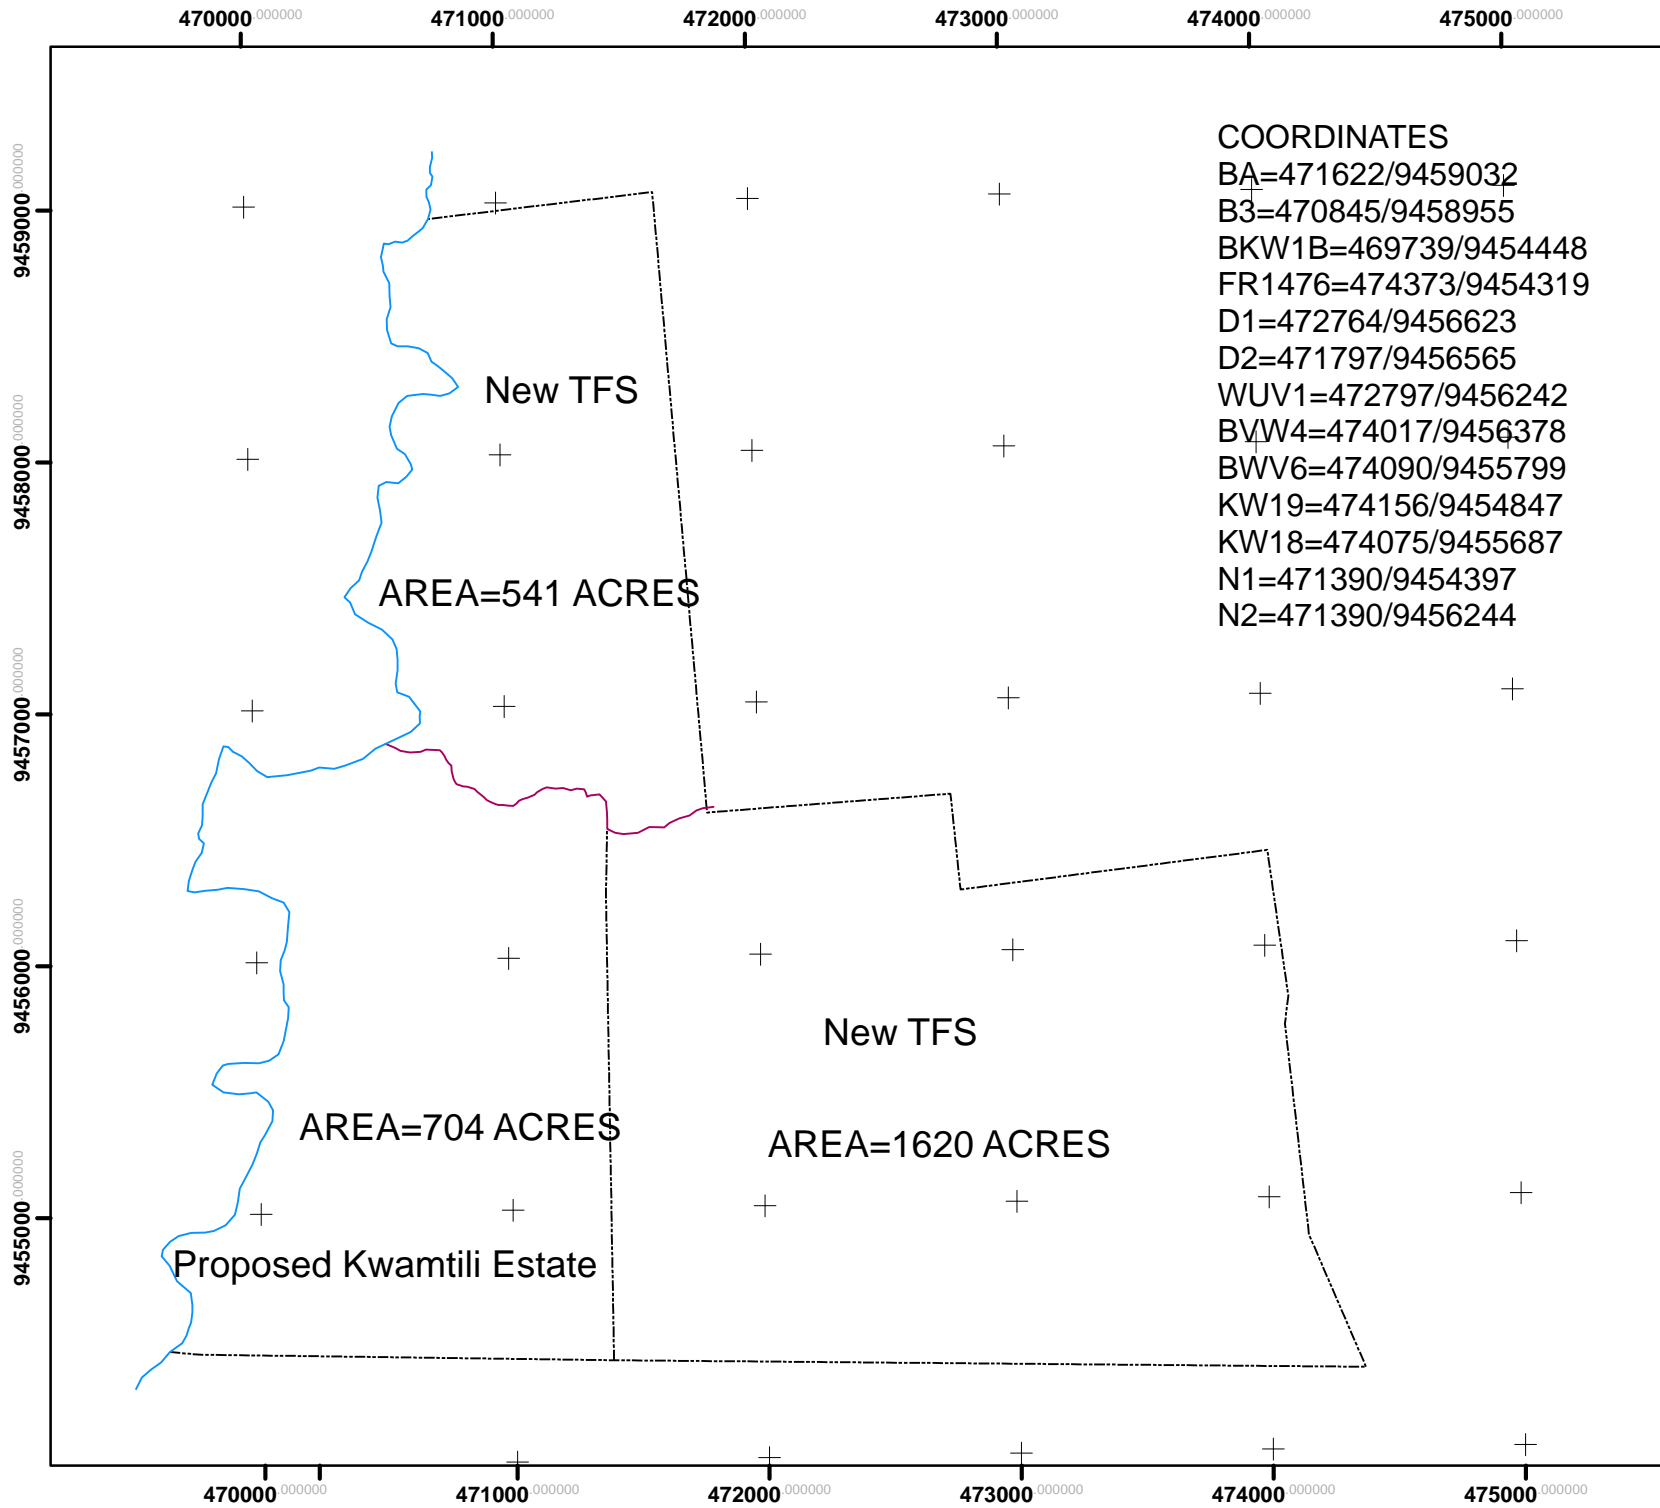 470000.000000 471000.000000 472000.000000 473000.000000 474000.000000 475000.000000
COORDINATES
BA=471622/9459032
B3=470845/9458955
BKW1B=469739/9454448
FR1476=474373/9454319
D1=472764/9456623
D2=471797/9456565
WUV1=472797/9456242
BVW4=474017/9456378
BWV6=474090/9455799
KW19=474156/9454847
KW18=474075/9455687
N1=471390/9454397
N2=471390/9456244
9459000.000000
9458000.000000
9457000.000000
9456000.000000
9455000.000000
New TFS
AREA=541 ACRES
New TFS
AREA=704 ACRES
AREA=1620 ACRES
Proposed Kwamtili Estate
470000.000000 471000.000000 472000.000000 473000.000000 474000.000000 475000.000000